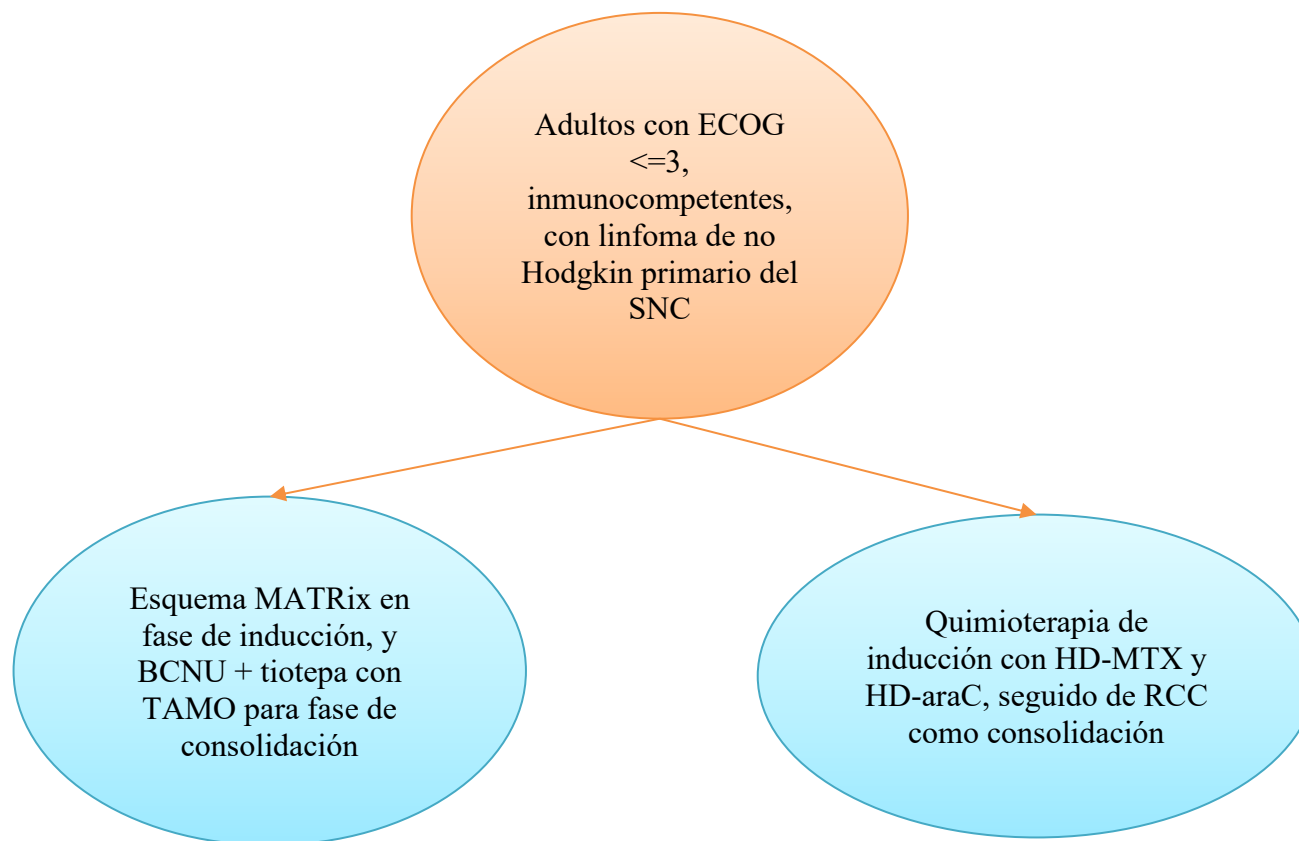 Adultos con ECOG
<=3,
inmunocompetentes,
con linfoma de no
Hodgkin primario del
SNC
Esquema MATRix en
fase de inducción, y
BCNU + tiotepa con
TAMO para fase de
consolidación
Quimioterapia de
inducción con HD-MTX y
HD-araC, seguido de RCC
como consolidación